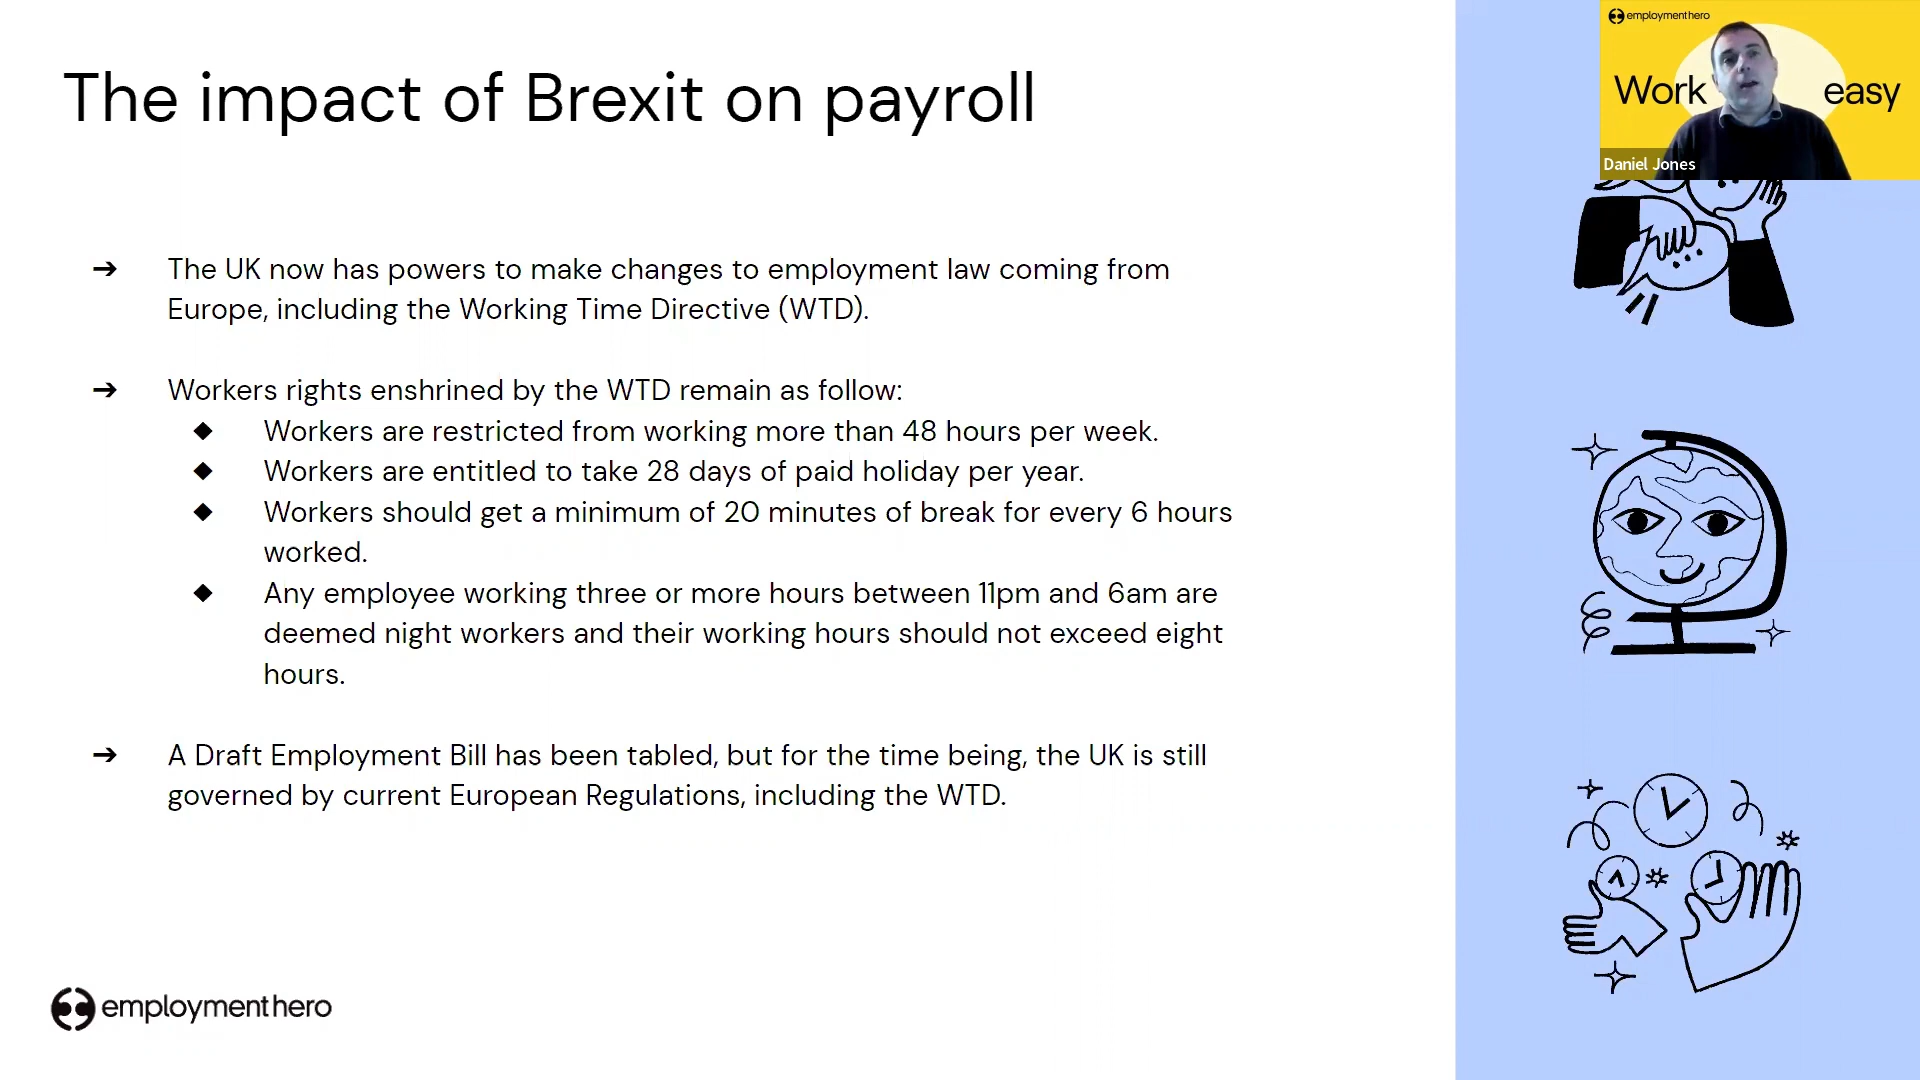 The impact of Brexit on payroll
employmenthero
Work easy
Daniel Jones
➔ The UK now has powers to make changes to employment law coming from
Europe, including the Working Time Directive (WTD).
➔ Workers rights enshrined by the WTD remain as follow:
◆ Workers are restricted from working more than 48 hours per week.
◆ Workers are entitled to take 28 days of paid holiday per year.
◆ Workers should get a minimum of 20 minutes of break for every 6 hours
worked.
◆ Any employee working three or more hours between 11pm and 6am are
deemed night workers and their working hours should not exceed eight
hours.
➔ A Draft Employment Bill has been tabled, but for the time being, the UK is still
governed by current European Regulations, including the WTD.
employmenthero